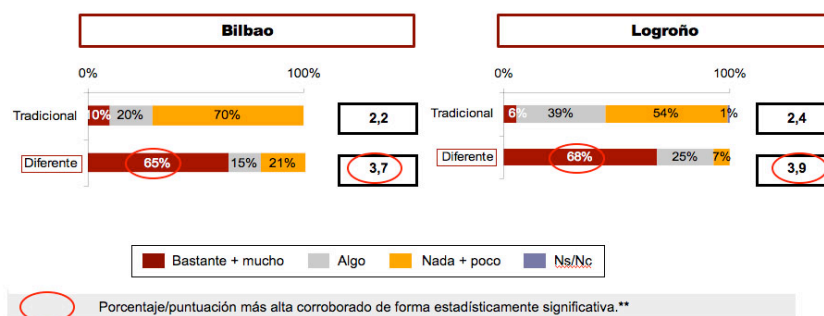 Bilbao
Logroño
0%
100%
0%
100%
Tradicional
10%
20%
70%
2,2
Tradicional
6%
39%
54%
1%
2,4
Diferente
65%
15%
21%
3,7
Diferente
68%
25%
7%
3,9
Bastante + mucho
Algo
Nada + poco
Ns/Nc
Porcentaje/puntuación más alta corroborado de forma estadísticamente significativa.**